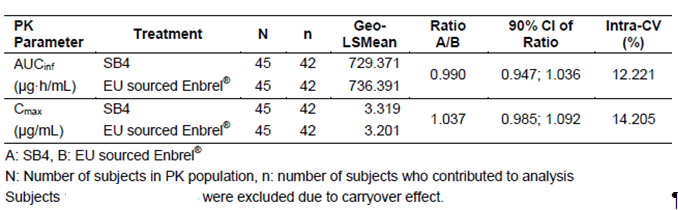 PK Parameter Treatment N n Geo-LSMean Ratio A/B 90% CI of Ratio Intra-CV (%)
AUCinf (µg·h/mL) SB4 45 42 729.371 0.990 0.947; 1.036 12.221
EU sourced Enbrel® 45 42 736.391
Cmax (µg/mL) SB4 45 42 3.319 1.037 0.985; 1.092 14.205
EU sourced Enbrel® 45 42 3.201
A: SB4, B: EU sourced Enbrel®
N: Number of subjects in PK population, n: number of subjects who contributed to analysis
Subjects were excluded due to carryover effect.
¶